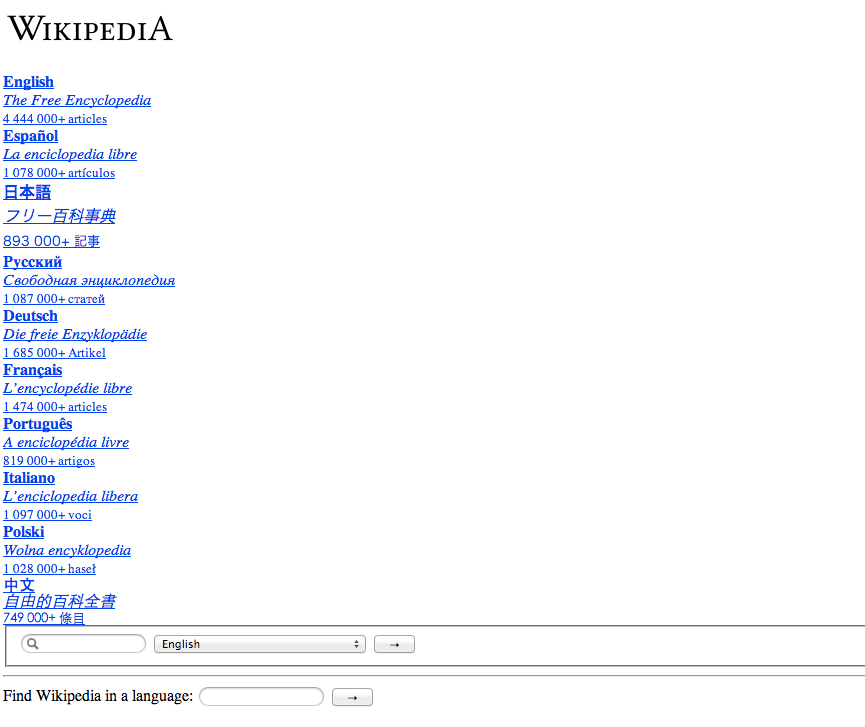 WIKIPEDIA
English
The Free Encyclopedia
4 444 000+ articles
Español
La enciclopedia libre
1 078 000+ artículos
日本語
フリー百科事典
893 000+ 記事
Русский
Свободная энциклопедия
1 087 000+ статей
Deutsch
Die freie Enzyklopädie
1 685 000+ Artikel
Français
L’encyclopédie libre
1 474 000+ articles
Português
A enciclopédia livre
819 000+ artigos
Italiano
L’enciclopedia libera
1 097 000+ voci
Polski
Wolna encyklopedia
1 028 000+ haseł
中文
自由的百科全書
749 000+ 條目
English →
Find Wikipedia in a language: →